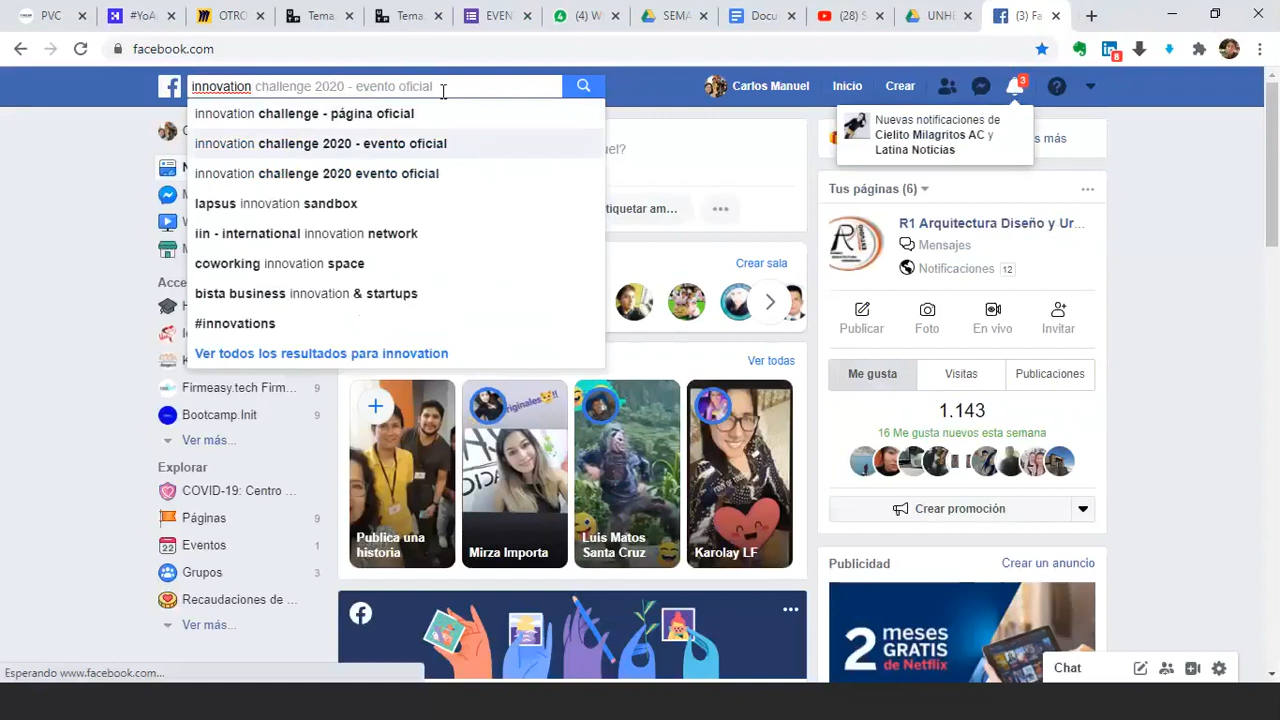 PVC
#YoA
OTRO
Tema
Tema
EVEN
(4) W
SEMA
Docu
(28) S
UNHE
(3) Fa
facebook.com
8
innovation challenge 2020 - evento oficial
Carlos Manuel
Inicio
Crear
3
innovation challenge - página oficial
innovation challenge 2020 - evento oficial
innovation challenge 2020 evento oficial
lapsus innovation sandbox
iin - international innovation network
coworking innovation space
bista business innovation & startups
#innovations
Ver todos los resultados para innovation
Nuevas notificaciones de
Cielito Milagritos AC y
Latina Noticias
más
eu?
tiquetar am...
Crear sala
Ver todas
Firmeasy.tech Firm... 9
Bootcamp.Init 9
Ver más...
Explorar
COVID-19: Centro ...
Páginas 9
Eventos 1
22
Grupos 3
Recaudaciones de ...
Ver más...
Publica una
historia
Mirza Importa
Luis Matos
Santa Cruz
Karolay LF
Tus páginas (6)
R1 Arquitectura Diseño y Ur...
Mensajes
Notificaciones 12
Publicar
Foto
En vivo
Invitar
Me gusta
Visitas
Publicaciones
1.143
16 Me gusta nuevos esta semana
Crear promoción
Publicidad
Crear un anuncio
2 meses
GRATIS
de Netflix
Chat
Esperando www.facebook.com...